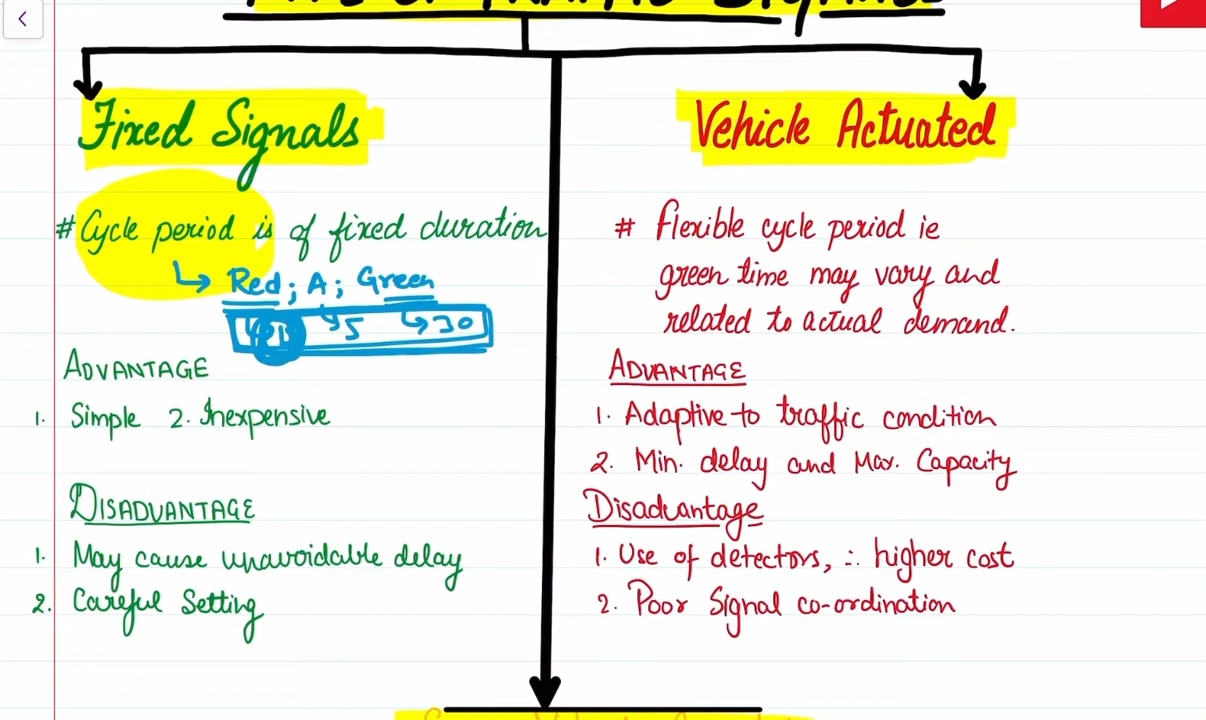 Fixed Signals
# Cycle period is of fixed duration
Red; A; Green
5 30
ADVANTAGE
1. Simple 2. Inexpensive
DISADVANTAGE
1. May cause unavoidable delay
2. Careful Setting
Vehicle Actuated
# Flexible cycle period ie
green time may vary and
related to actual demand.
ADVANTAGE
1. Adaptive to traffic condition
2. Min. delay and Max. Capacity
Disadvantage
1. Use of detectors, ∴ higher cost
2. Poor Signal co-ordination